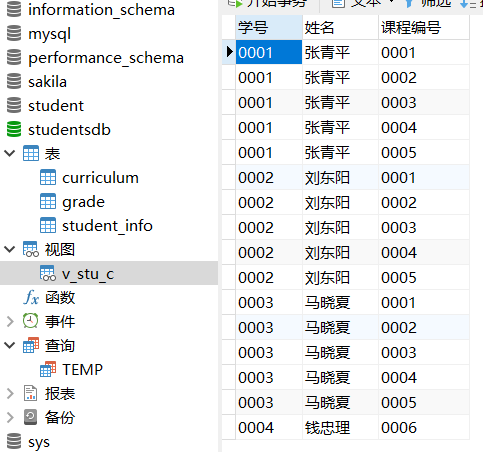 information_schema
mysql
performance_schema
sakila
student
studentsdb
表
curriculum
grade
student_info
视图
v_stu_c
fx 函数
事件
查询
TEMP
报表
备份
sys
开始事务 文本 筛选
学号 姓名 课程编号
0001 张青平 0001
0001 张青平 0002
0001 张青平 0003
0001 张青平 0004
0001 张青平 0005
0002 刘东阳 0001
0002 刘东阳 0002
0002 刘东阳 0003
0002 刘东阳 0004
0002 刘东阳 0005
0003 马晓夏 0001
0003 马晓夏 0002
0003 马晓夏 0003
0003 马晓夏 0004
0003 马晓夏 0005
0004 钱忠理 0006